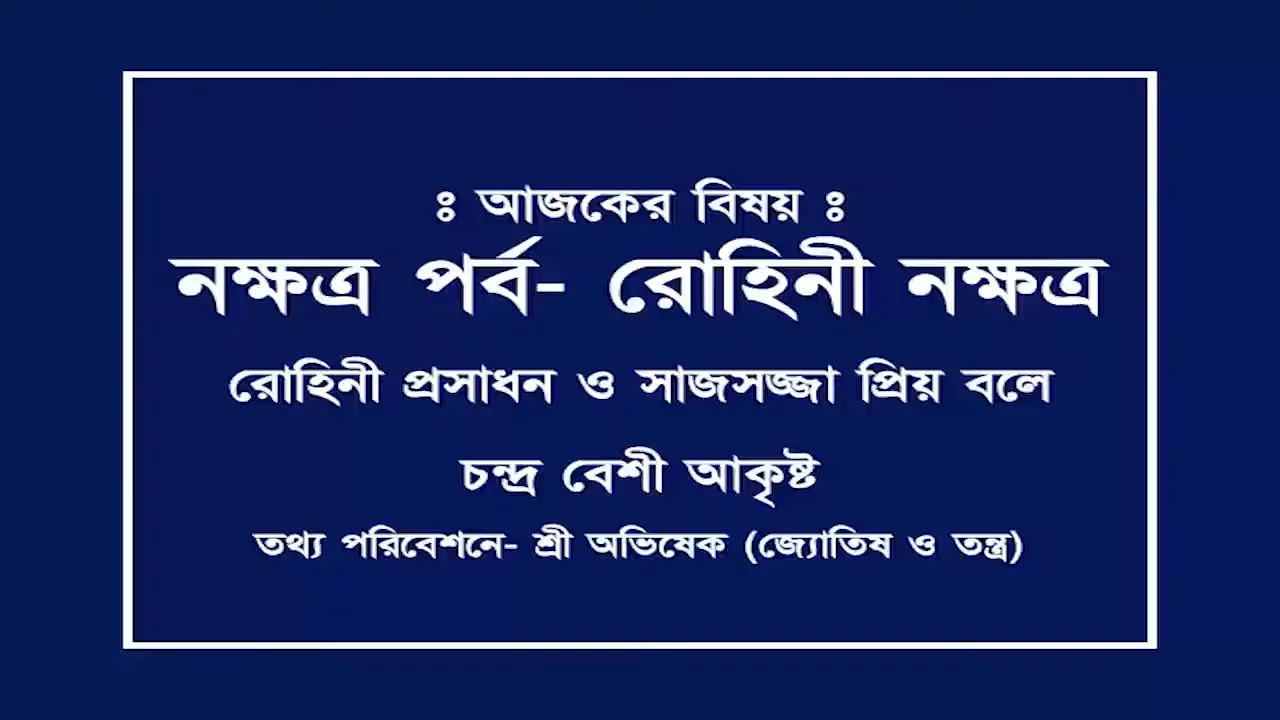 ঃ আজকের বিষয় ঃ
নক্ষত্র পর্ব- রোহিনী নক্ষত্র
রোহিনী প্রসাধন ও সাজসজ্জা প্রিয় বলে
চন্দ্র বেশী আকৃষ্ট
তথ্য পরিবেশনে- শ্রী অভিষেক (জ্যোতিষ ও তন্ত্র)